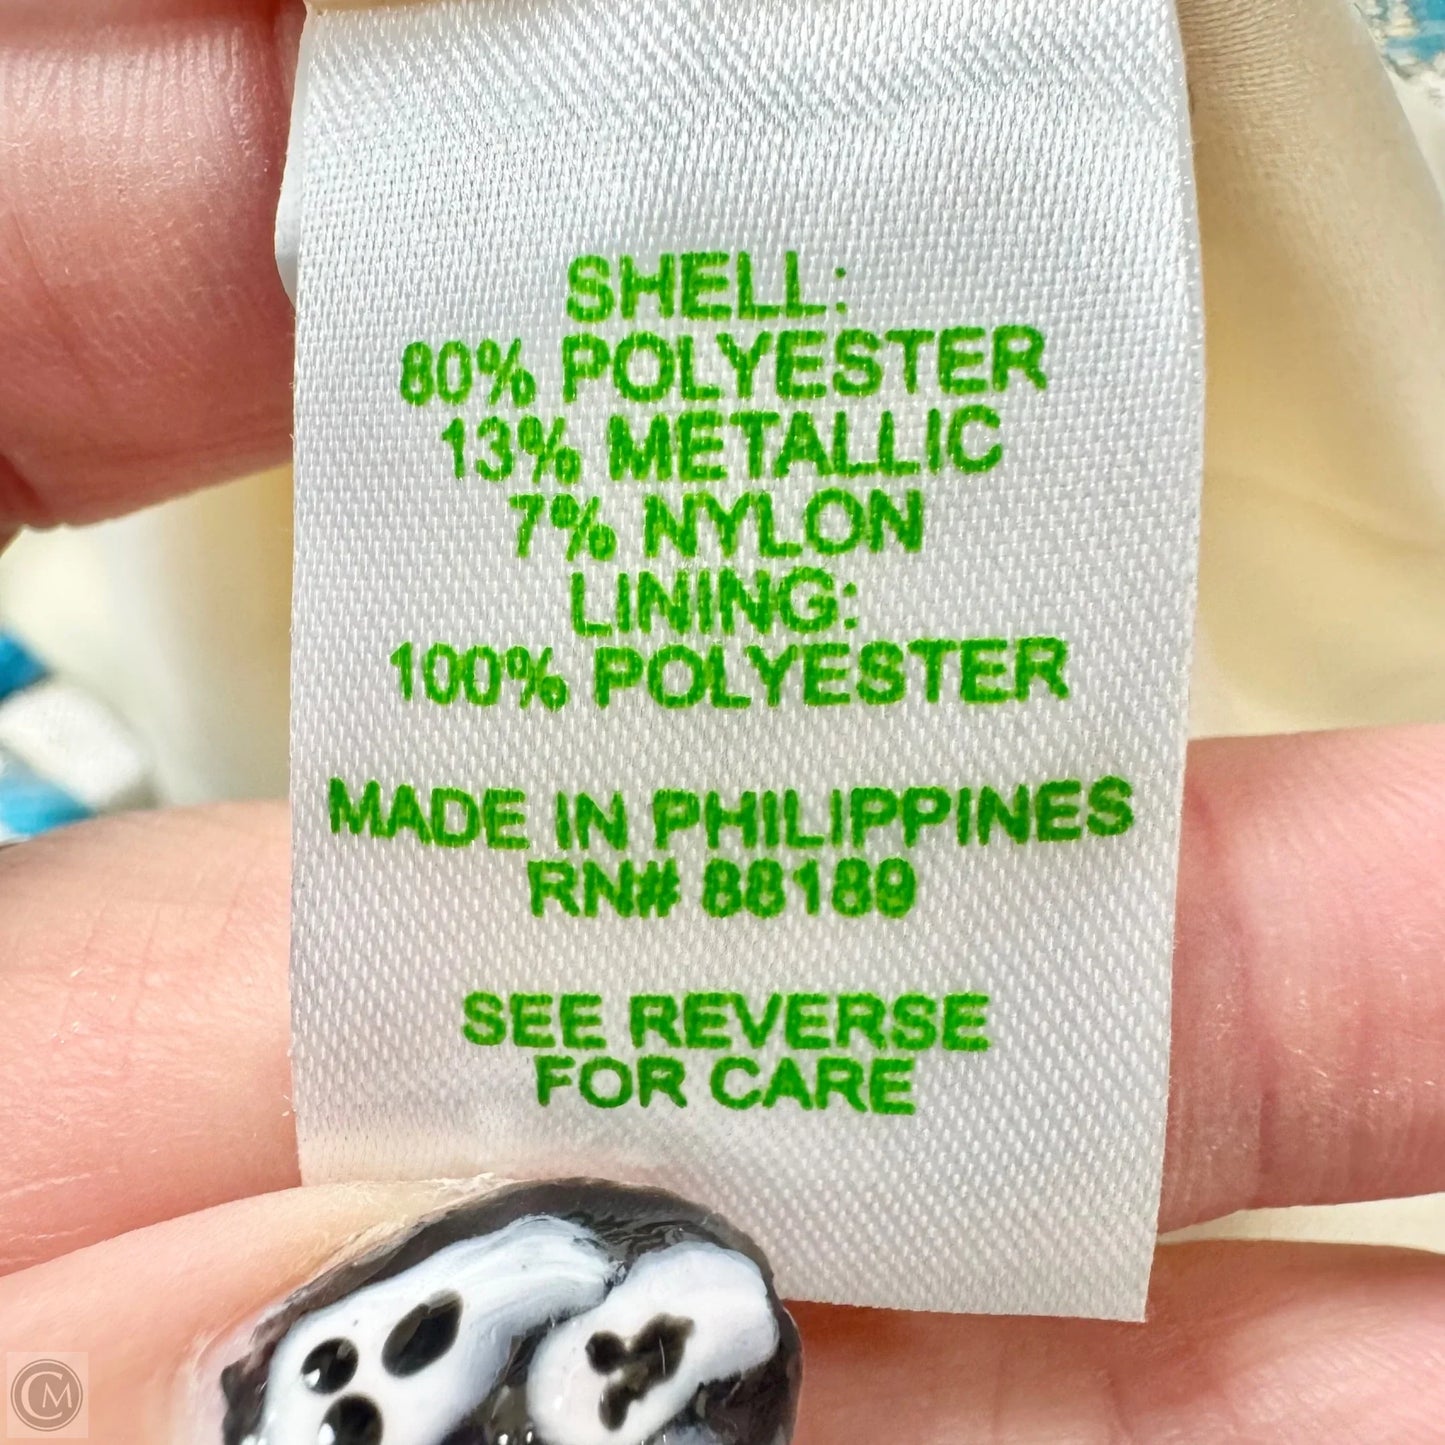 SHELL:
80% POLYESTER
13% METALLIC
7% NYLON
LINING:
100% POLYESTER
MADE IN PHILIPPINES
RN# 88189
SEE REVERSE
FOR CARE
CM